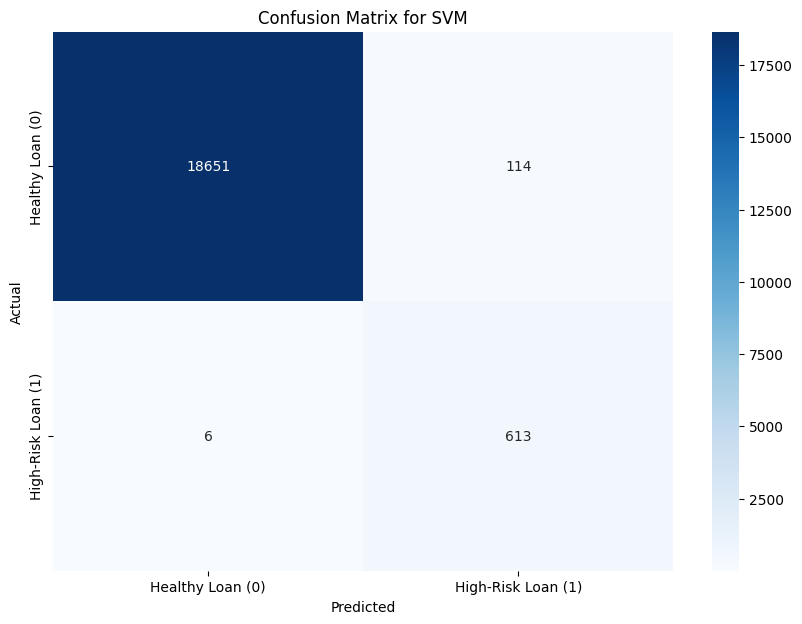 Confusion Matrix for SVM
Actual
Healthy Loan (0)
High-Risk Loan (1)
18651
114
6
613
Healthy Loan (0)
High-Risk Loan (1)
Predicted
17500
15000
12500
10000
7500
5000
2500